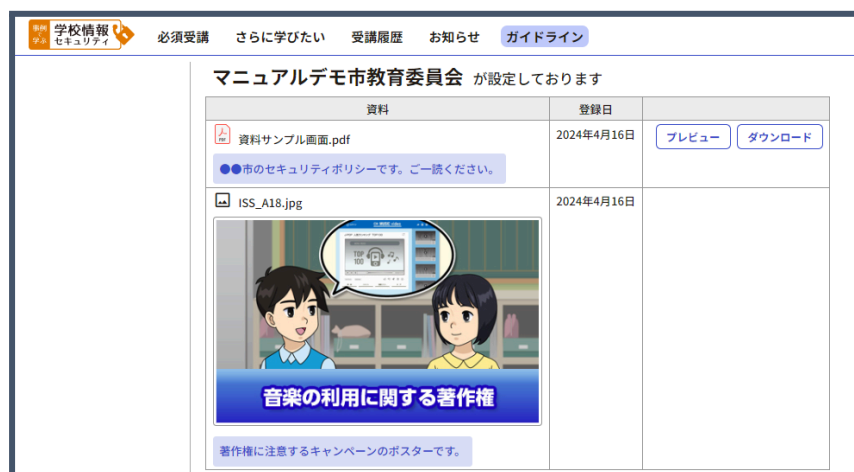 事例で学ぶ 学校情報セキュリティ
必須受講 さらに学びたい 受講履歴 お知らせ ガイドライン
マニュアルデモ市教育委員会 が設定しております
資料 登録日
資料サンプル画面.pdf 2024年4月16日 プレビュー ダウンロード
●●市のセキュリティポリシーです。ご一読ください。
ISS_A18.jpg 2024年4月16日
TOP
100
音楽の利用に関する著作権
著作権に注意するキャンペーンのポスターです。